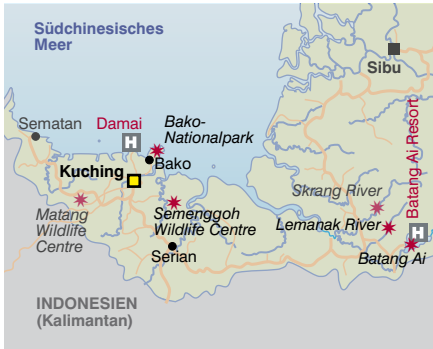 Südchinesisches
Meer
Sibu
Sematan
Damai
H
Bako-
Nationalpark
Bako
Kuching
Batang Ai Resort
Skrang River
Matang
Wildlife
Centre
Semenggoh
Wildlife Centre
Lemanak River
H
Serian
Batang Ai
INDONESIEN
(Kalimantan)